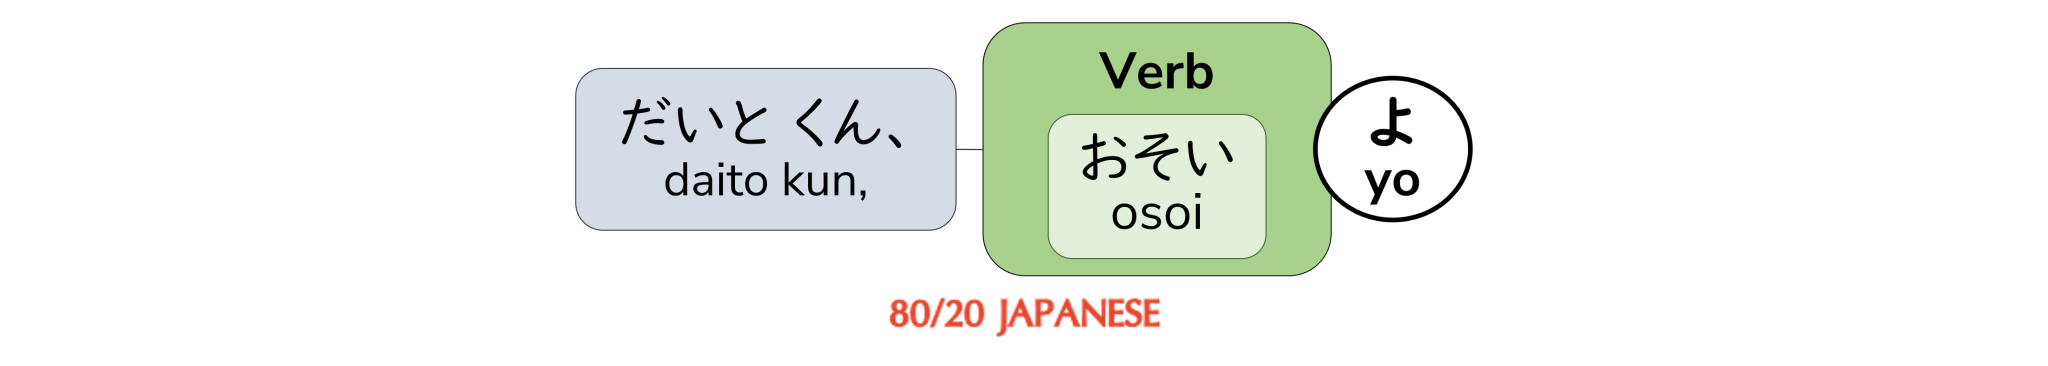 だいと くん、
daito kun,
Verb
おそい
osoi
よ
yo
80/20 JAPANESE